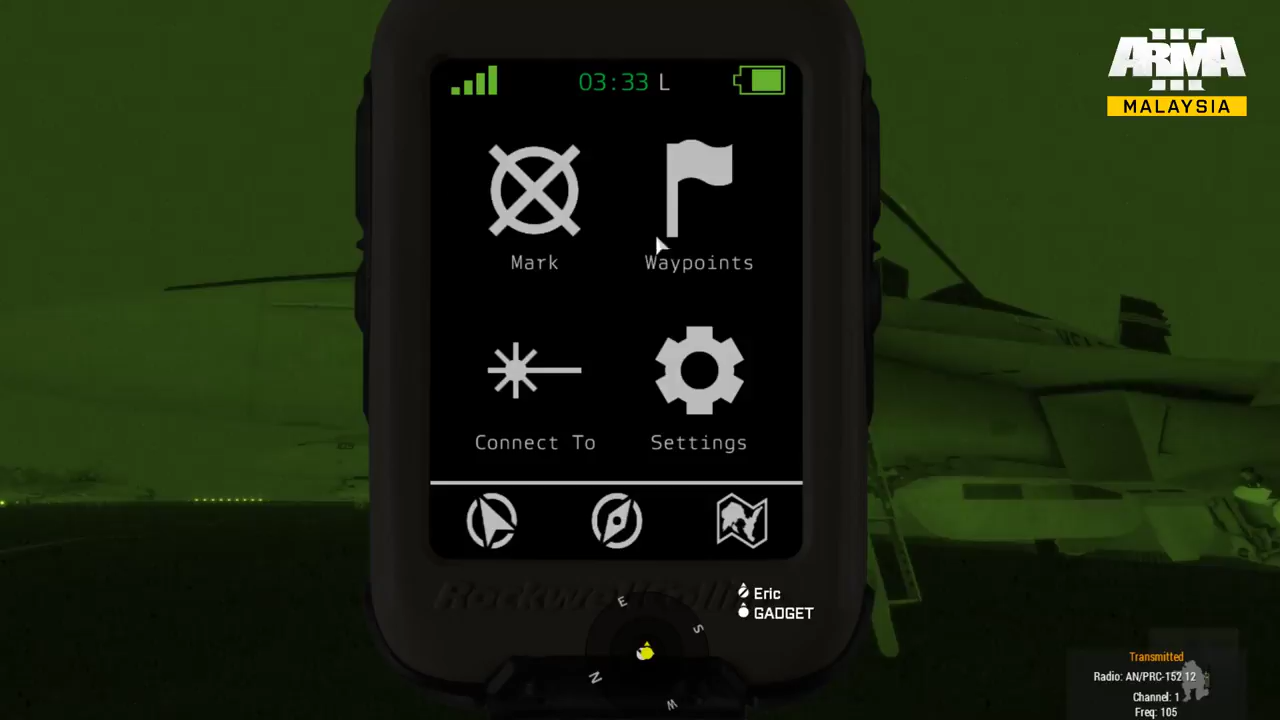 ARMA
III
MALAYSIA
03:33 L
Mark
Waypoints
Connect To
Settings
Eric
GADGET
E
S
N
W
Transmitted
Radio: AN/PRC-152 12
Channel: 1
Freq: 105